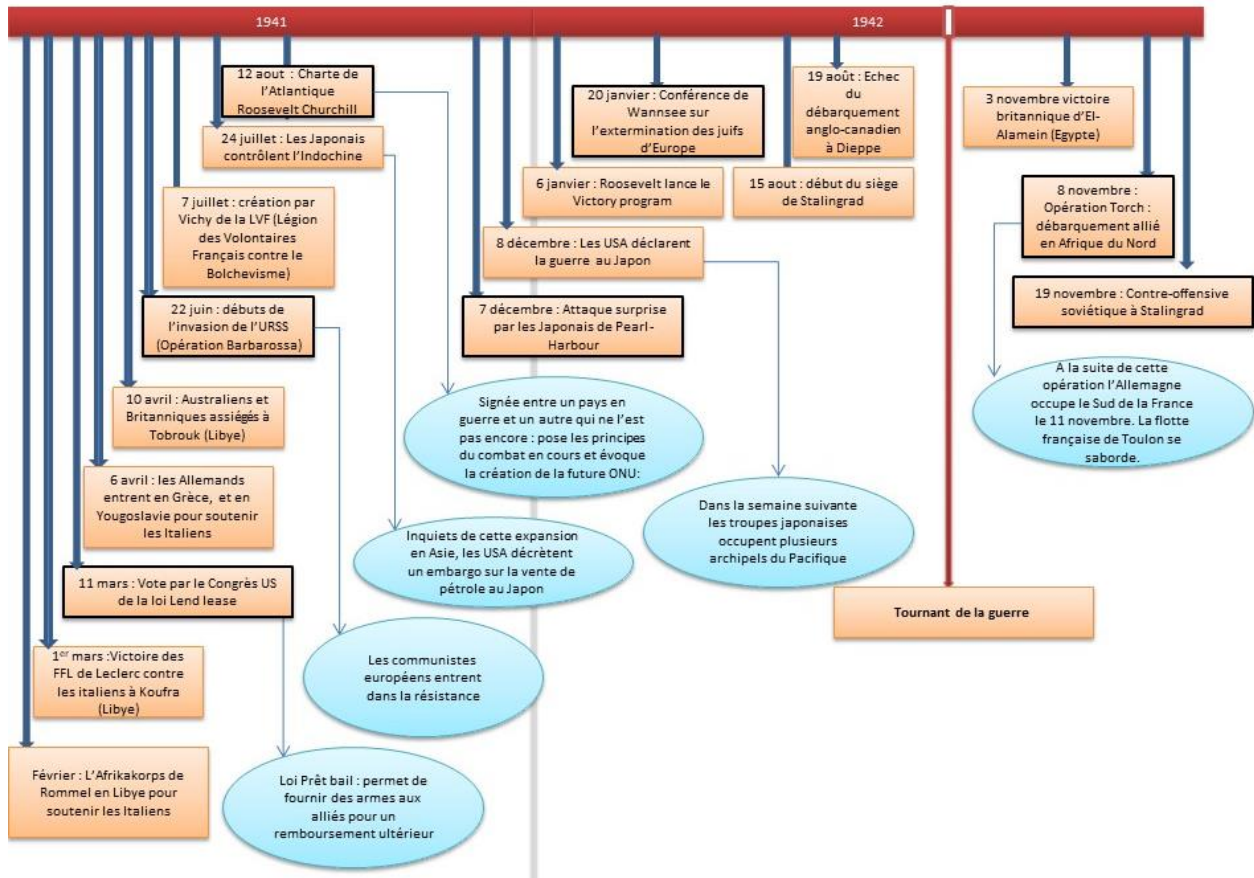 1941
1942
12 aout : Charte de
l’Atlantique
Roosevelt Churchill
24 juillet : Les Japonais
contrôlent l’Indochine
7 juillet : création par
Vichy de la LVF (Légion
des Volontaires
Français contre le
Bolchevisme)
22 juin : débuts de
l’invasion de l’URSS
(Opération Barbarossa)
10 avril : Australiens et
Britanniques assiégés à
Tobrouk (Libye)
6 avril : les Allemands
entrent en Grèce, et en
Yougoslavie pour soutenir
les Italiens
11 mars : Vote par le Congrès US
de la loi Lend lease
1er mars :Victoire des
FFL de Leclerc contre
les italiens à Koufra
(Libye)
Février : L’Afrikakorps de
Rommel en Libye pour
soutenir les Italiens
20 janvier : Conférence de
Wannsee sur
l’extermination des juifs
d’Europe
6 janvier : Roosevelt lance le
Victory program
8 décembre : Les USA déclarent
la guerre au Japon
7 décembre : Attaque surprise
par les Japonais de Pearl-
Harbour
19 août : Echec du
débarquement
anglo-canadien
à Dieppe
15 aout : début du siège
de Stalingrad
3 novembre victoire
britannique d’El-
Alamein (Egypte)
8 novembre :
Opération Torch :
débarquement allié
en Afrique du Nord
19 novembre : Contre-offensive
soviétique à Stalingrad
Signée entre un pays en
guerre et un autre qui ne l’est
pas encore : pose les principes
du combat en cours et évoque
la création de la future ONU:
Inquiets de cette expansion
en Asie, les USA décrètent
un embargo sur la vente de
pétrole au Japon
Les communistes
européens entrent
dans la résistance
Loi Prêt bail : permet de
fournir des armes aux
alliés pour un
remboursement ultérieur
Dans la semaine suivante
les troupes japonaises
occupent plusieurs
archipels du Pacifique
A la suite de cette
opération l’Allemagne
occupe le Sud de la France
le 11 novembre. La flotte
française de Toulon se
saborde.
Tournant de la guerre